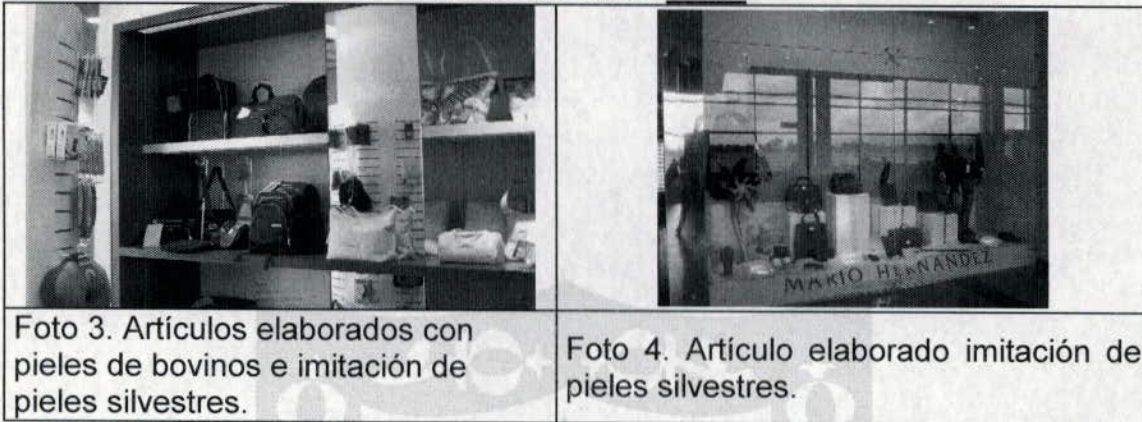 MARIO HERNANDEZ
Foto 3. Artículos elaborados con
pieles de bovinos e imitación de
pieles silvestres.
Foto 4. Artículo elaborado imitación de
pieles silvestres.